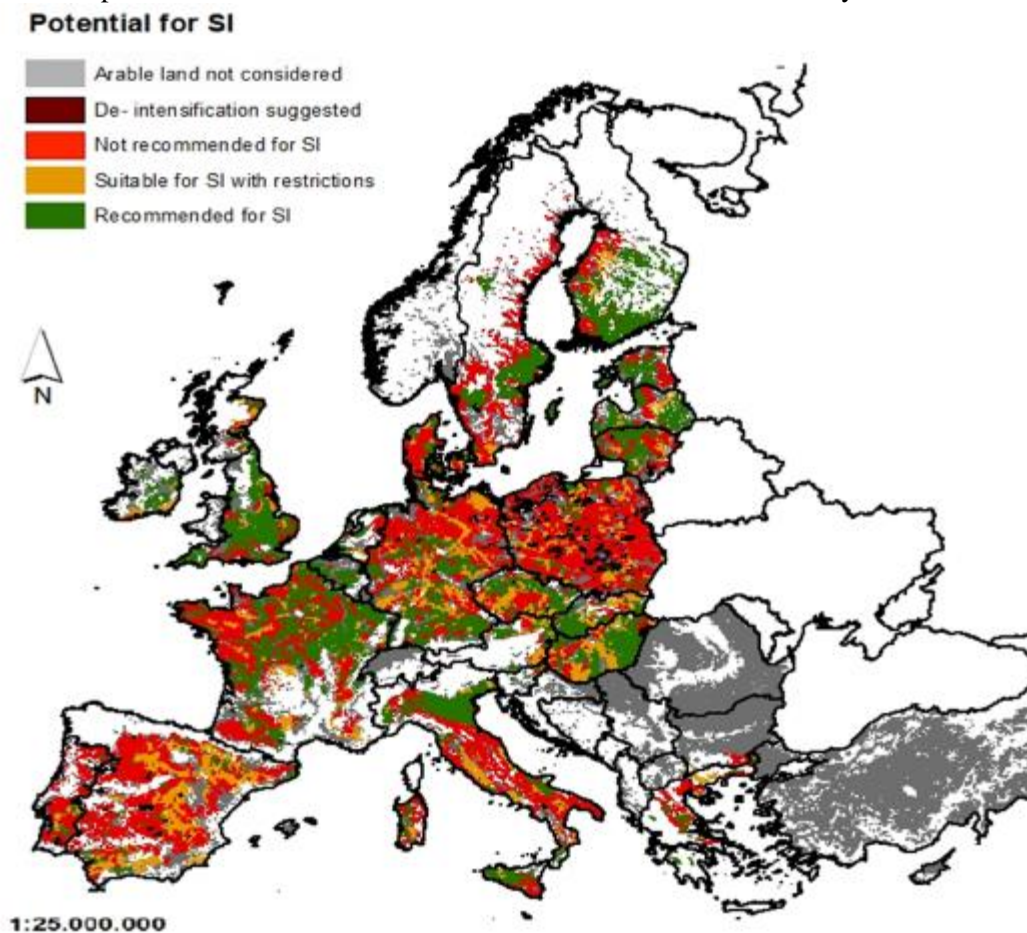 Potential for SI
Arable land not considered
De- intensification suggested
Not recommended for SI
Suitable for SI with restrictions
Recommended for SI
N
1:25.000.000